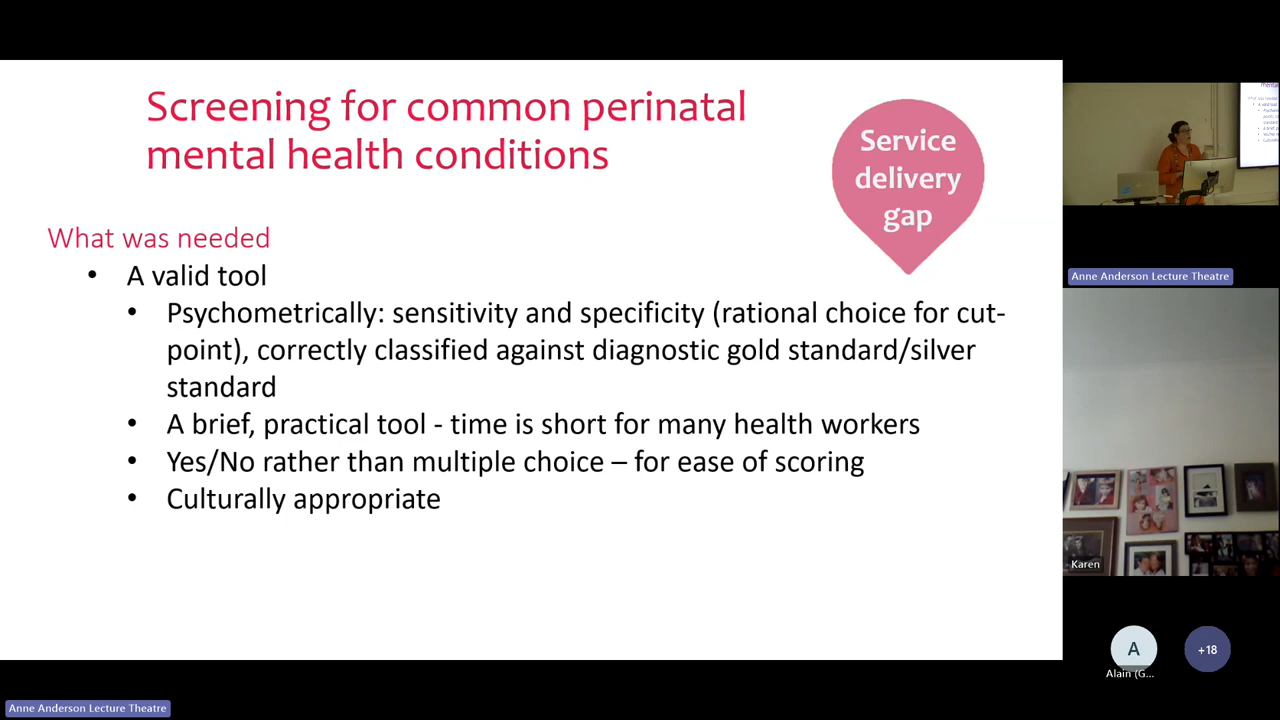 Screening for common perinatal
mental health conditions
Service
delivery
gap
What was needed
• A valid tool
• Psychometrically: sensitivity and specificity (rational choice for cut-
point), correctly classified against diagnostic gold standard/silver
standard
• A brief, practical tool - time is short for many health workers
• Yes/No rather than multiple choice – for ease of scoring
• Culturally appropriate
Anne Anderson Lecture Theatre
Karen
A
+18
Alain (G...
Anne Anderson Lecture Theatre